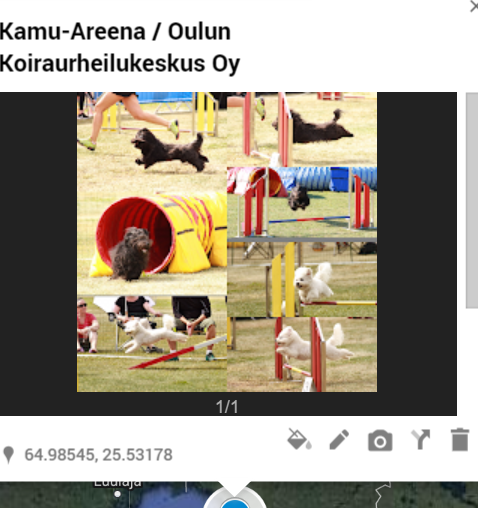 Kamu-Areena / Oulun
Koiraurheilukeskus Oy
1/1
64.98545, 25.53178